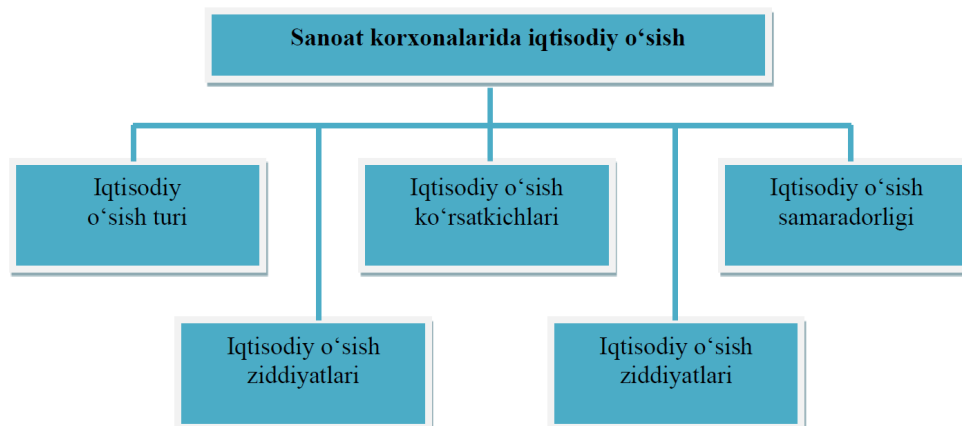 Sanoat korxonalarida iqtisodiy o‘sish
Iqtisodiy
o‘sish turi
Iqtisodiy o‘sish
ko‘rsatkichlari
Iqtisodiy o‘sish
samaradorligi
Iqtisodiy o‘sish
ziddiyatlari
Iqtisodiy o‘sish
ziddiyatlari